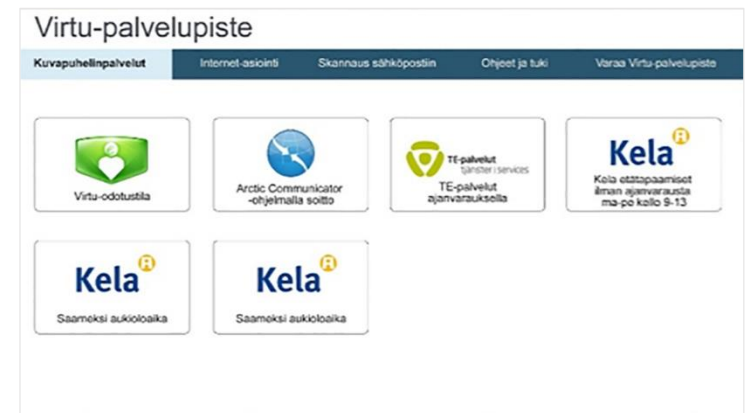 Virtu-palvelupiste
Kuvapuhelinpalvelut Internet-asiointi Skannaus sähköpostiin Ohjeet ja tuki Varaa Virtu-palvelupiste
Virtu-odotustila
Arctic Communicator
-ohjelmalla soitto
TE-palvelut
tjänster i services
TE-palvelut
ajanvarauksella
Kela
Kela etätapaamiset
ilman ajanvarausta
ma-pe kello 9-13
Kela
Saameksi aukioloaika
Kela
Saameksi aukioloaika